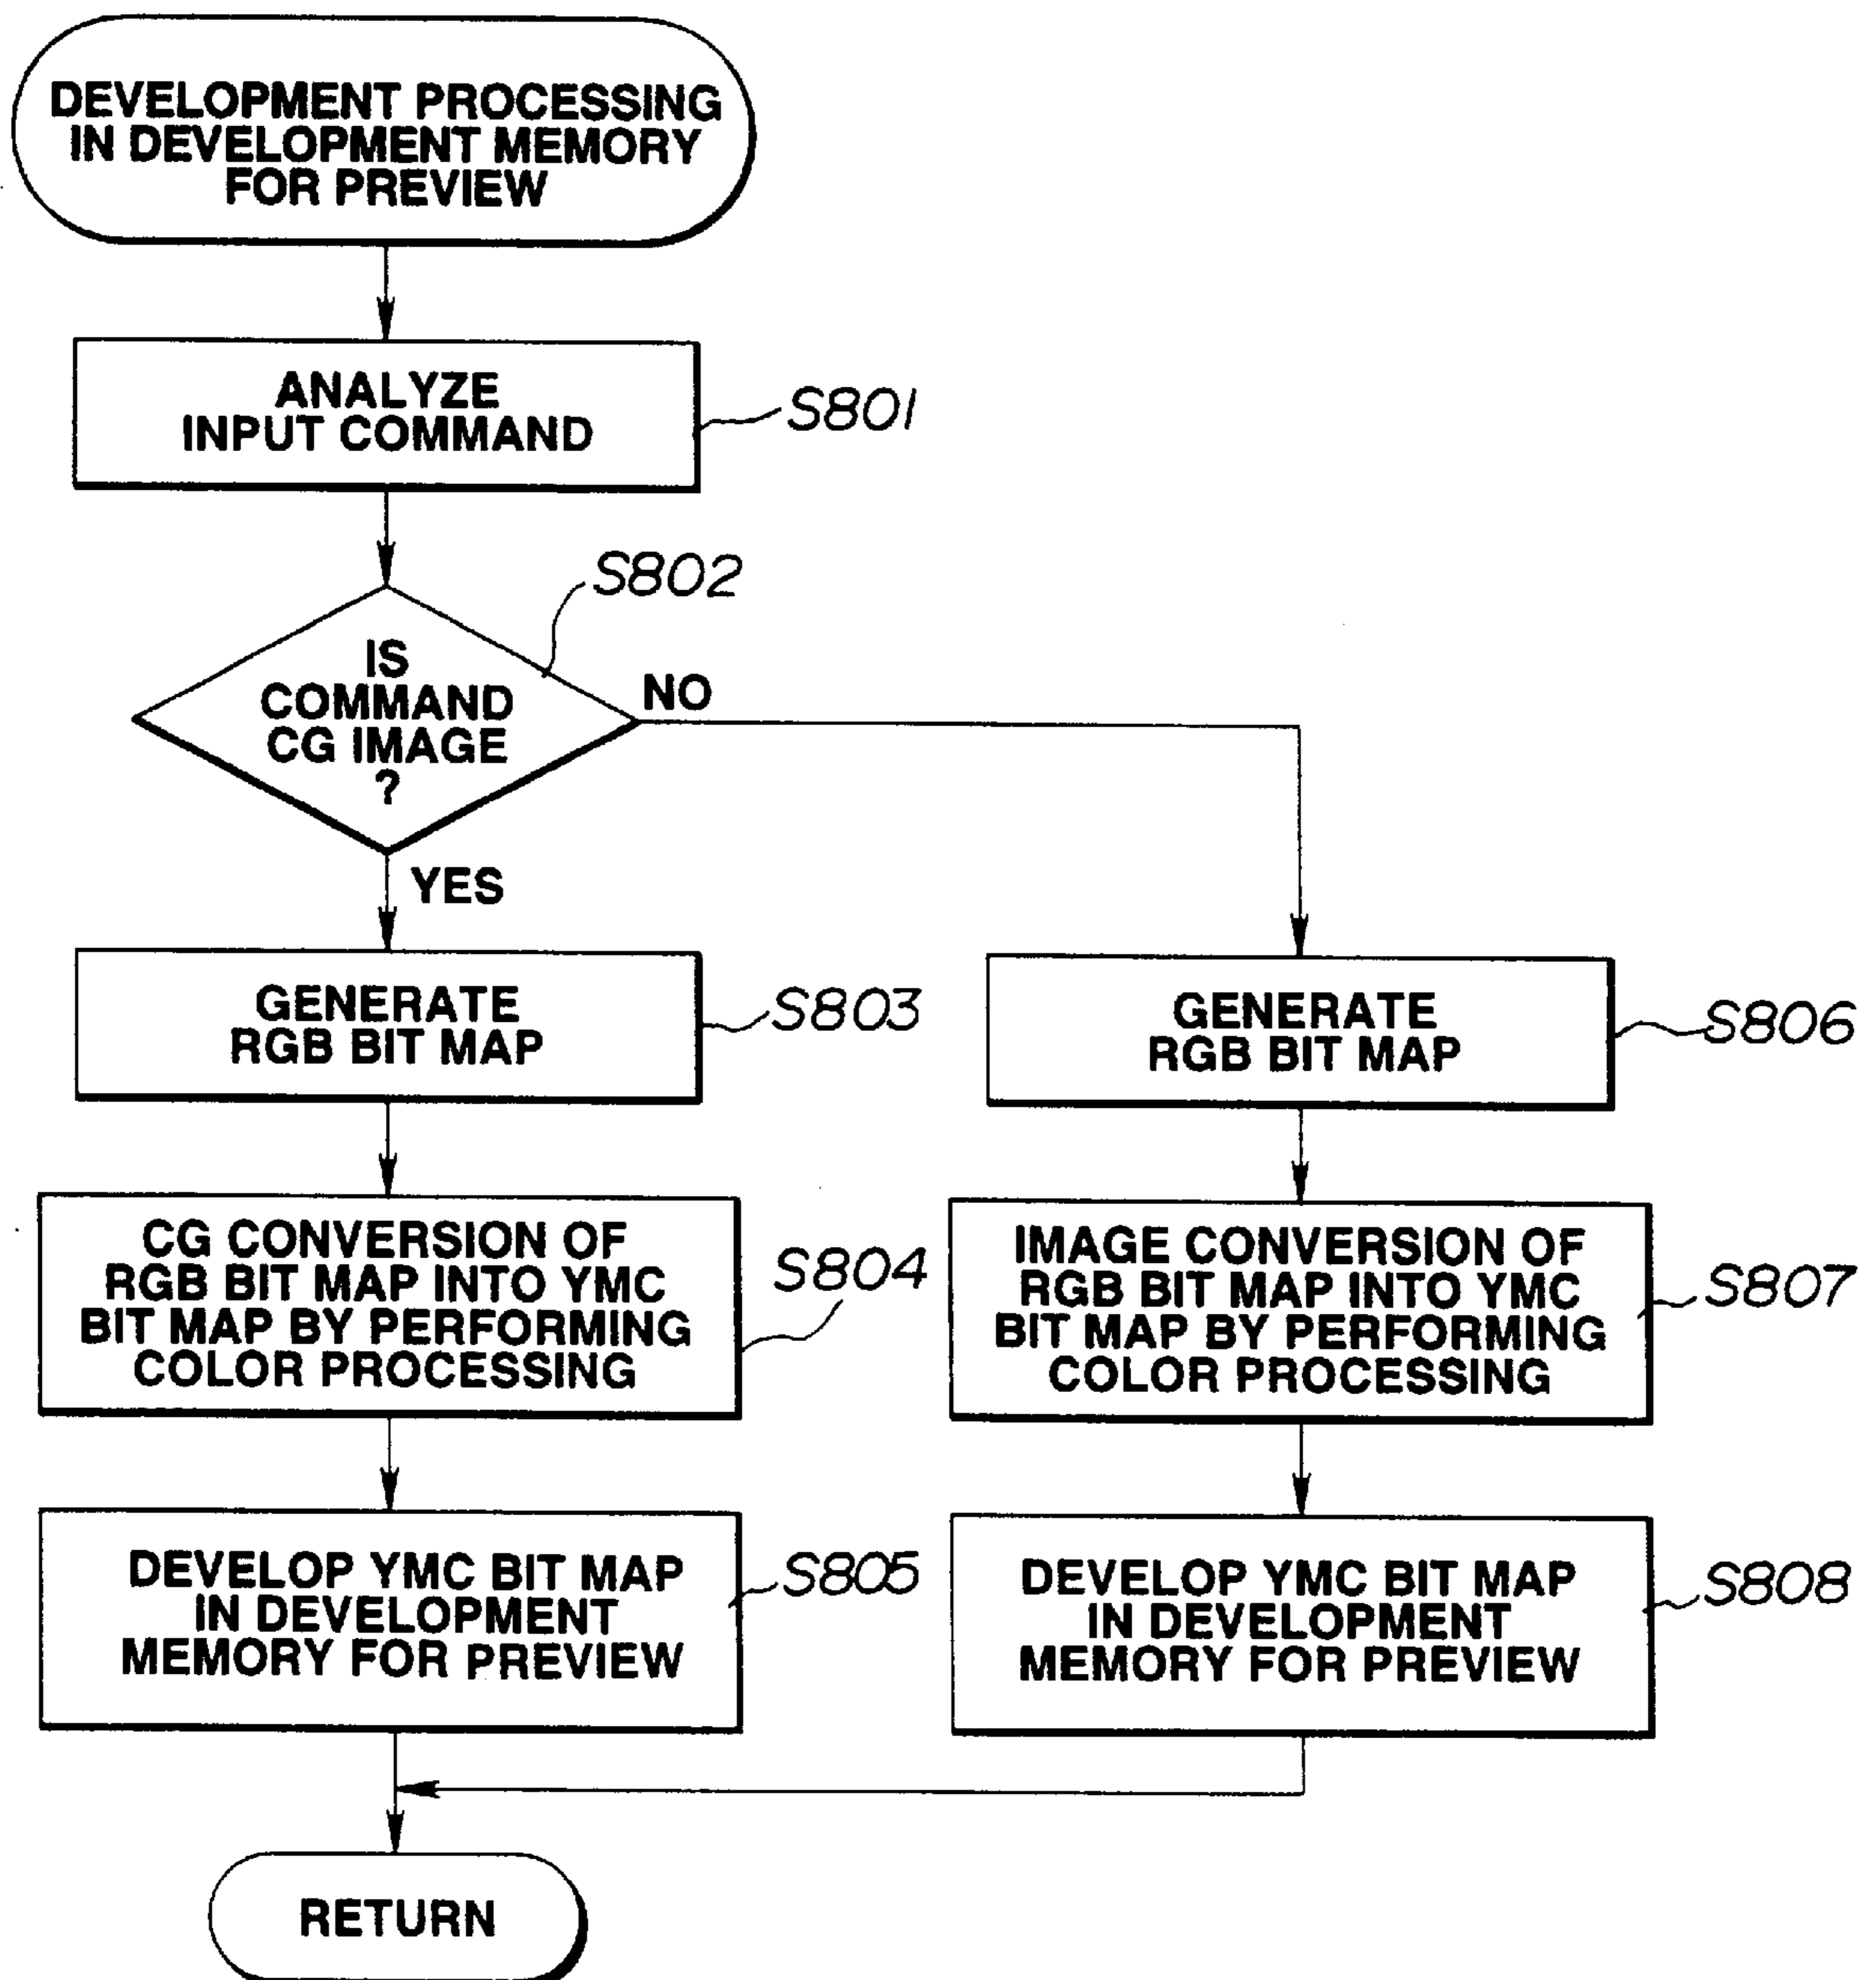 DEVELOPMENT PROCESSING
IN DEVELOPMENT MEMORY
FOR PREVIEW
ANALYZE
INPUT COMMAND
S801
S802
IS
COMMAND
CG IMAGE
?
NO
YES
GENERATE
RGB BIT MAP
S803
GENERATE
RGB BIT MAP
S806
CG CONVERSION OF
RGB BIT MAP INTO YMC
BIT MAP BY PERFORMING
COLOR PROCESSING
S804
IMAGE CONVERSION OF
RGB BIT MAP INTO YMC
BIT MAP BY PERFORMING
COLOR PROCESSING
S807
DEVELOP YMC BIT MAP
IN DEVELOPMENT
MEMORY FOR PREVIEW
S805
DEVELOP YMC BIT MAP
IN DEVELOPMENT
MEMORY FOR PREVIEW
S808
RETURN